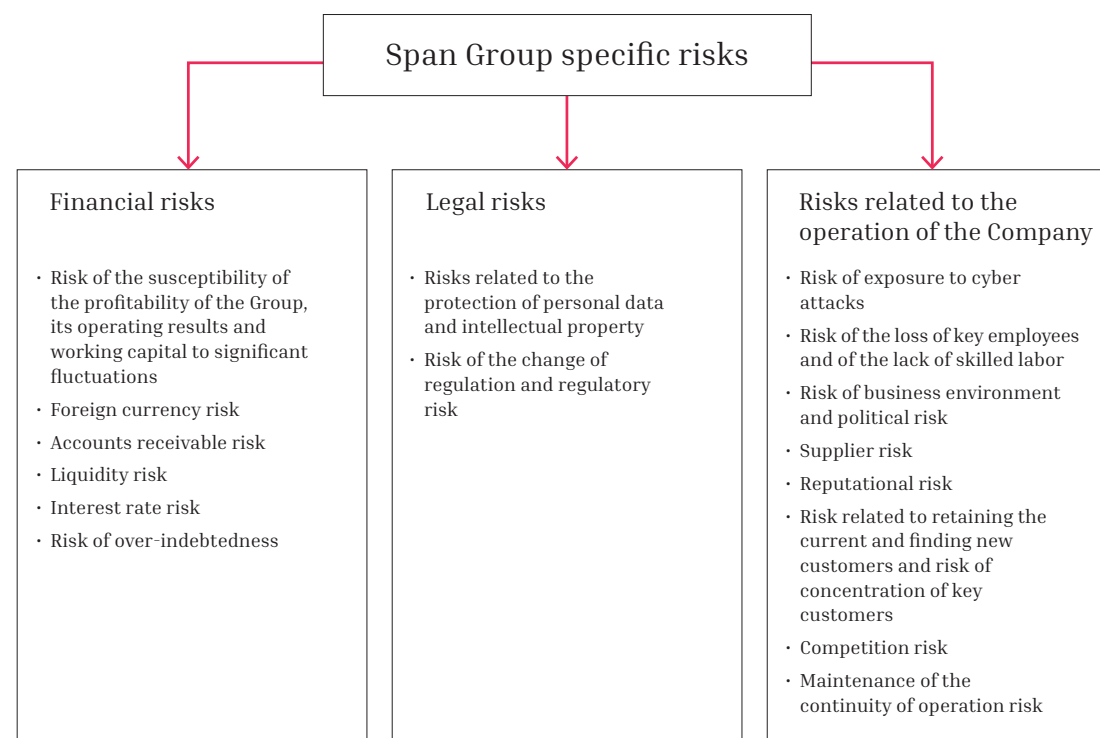 Span Group specific risks
Financial risks
· Risk of the susceptibility of
the profitability of the Group,
its operating results and
working capital to significant
fluctuations
· Foreign currency risk
· Accounts receivable risk
· Liquidity risk
· Interest rate risk
· Risk of over-indebtedness
Legal risks
· Risks related to the
protection of personal data
and intellectual property
· Risk of the change of
regulation and regulatory
risk
Risks related to the
operation of the Company
· Risk of exposure to cyber
attacks
· Risk of the loss of key employees
and of the lack of skilled labor
· Risk of business environment
and political risk
· Supplier risk
· Reputational risk
· Risk related to retaining the
current and finding new
customers and risk of
concentration of key
customers
· Competition risk
· Maintenance of the
continuity of operation risk